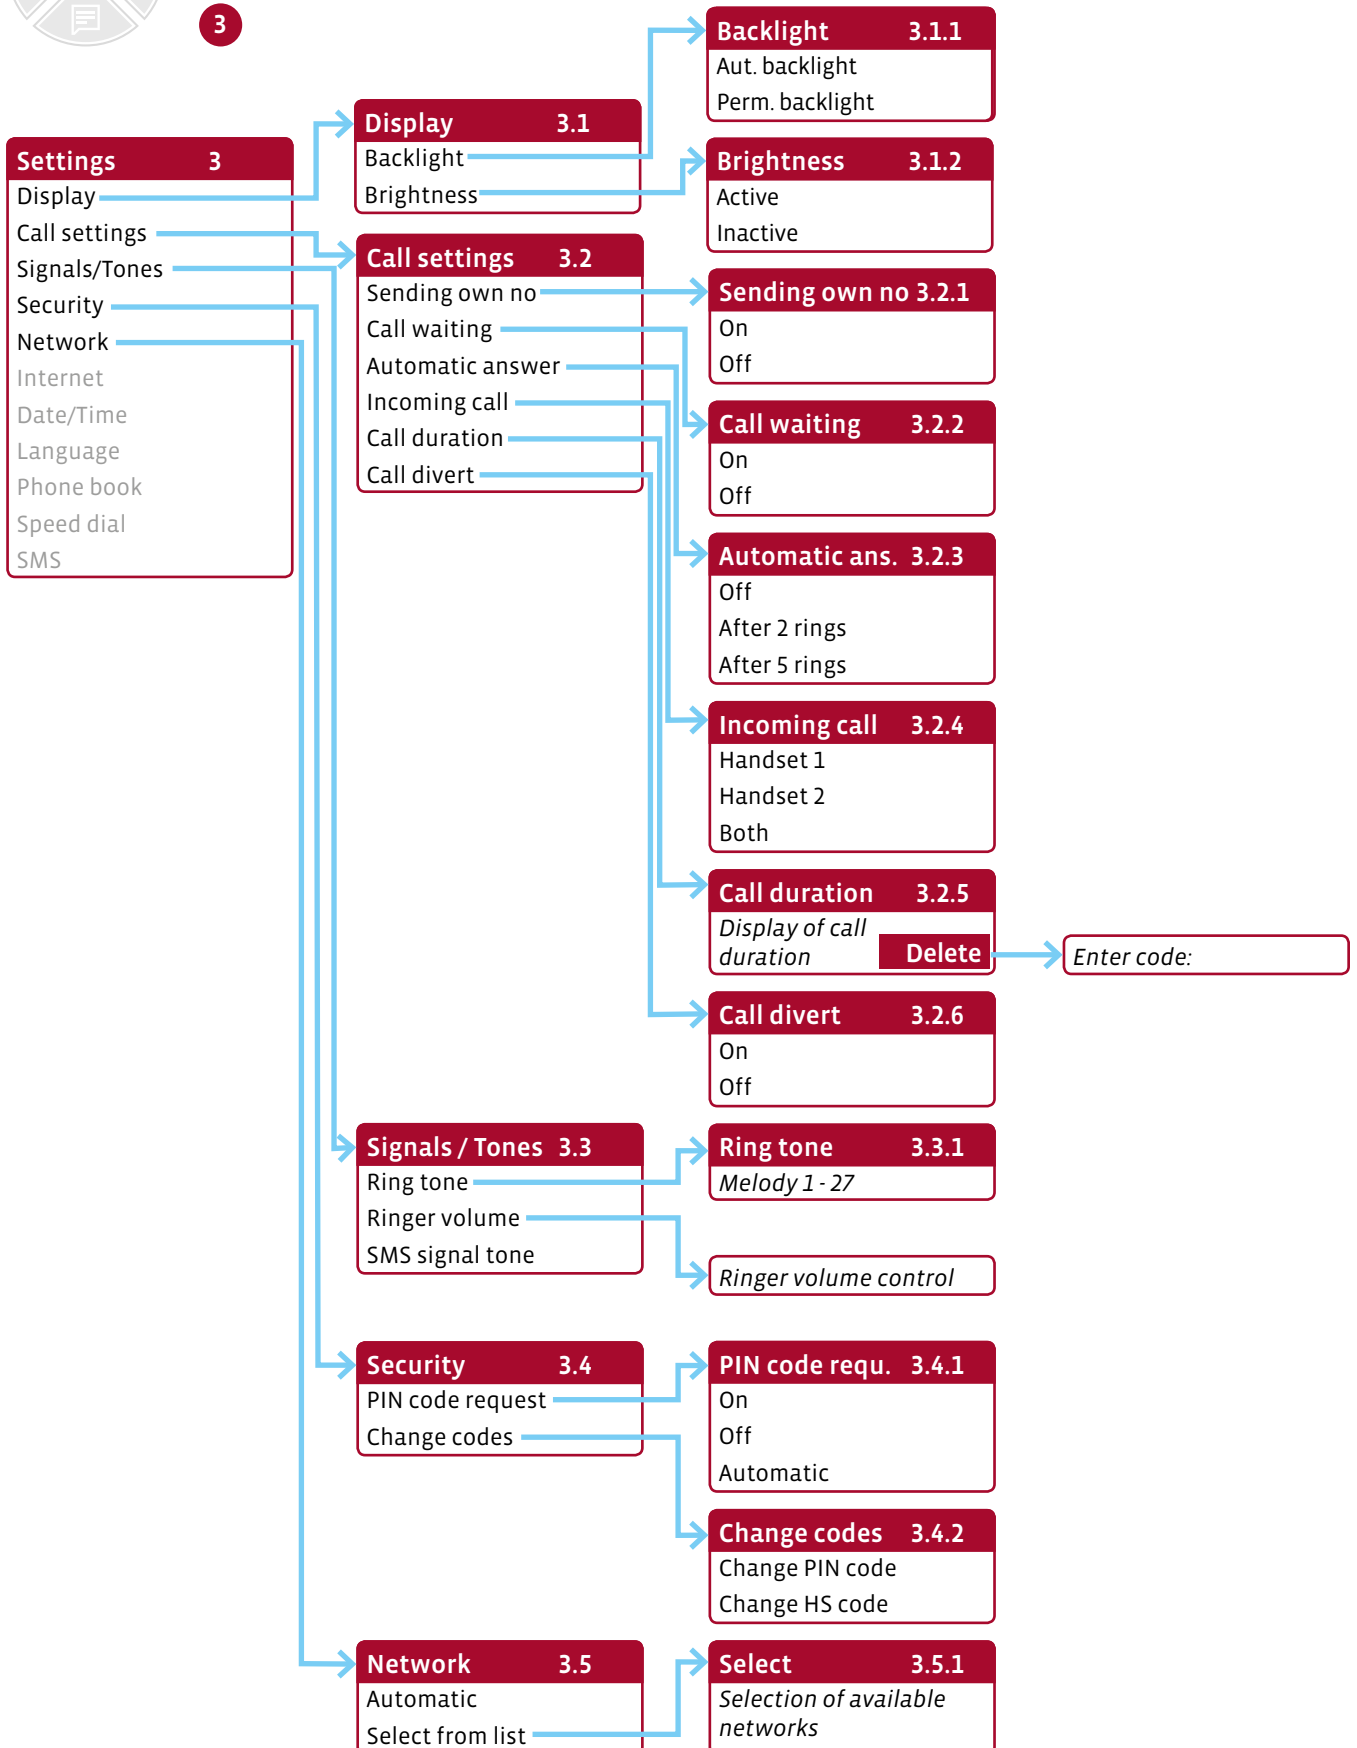 3
Settings 3
Display
Call settings
Signals/Tones
Security
Network
Internet
Date/Time
Language
Phone book
Speed dial
SMS
Display 3.1
Backlight
Brightness
Call settings 3.2
Sending own no
Call waiting
Automatic answer
Incoming call
Call duration
Call divert
Signals / Tones 3.3
Ring tone
Ringer volume
SMS signal tone
Security 3.4
PIN code request
Change codes
Network 3.5
Automatic
Select from list
Backlight 3.1.1
Aut. backlight
Perm. backlight
Brightness 3.1.2
Active
Inactive
Sending own no 3.2.1
On
Off
Call waiting 3.2.2
On
Off
Automatic ans. 3.2.3
Off
After 2 rings
After 5 rings
Incoming call 3.2.4
Handset 1
Handset 2
Both
Call duration 3.2.5
Display of call
duration
Delete
Enter code:
Call divert 3.2.6
On
Off
Ring tone 3.3.1
Melody 1 - 27
Ringer volume control
PIN code requ. 3.4.1
On
Off
Automatic
Change codes 3.4.2
Change PIN code
Change HS code
Select 3.5.1
Selection of available
networks